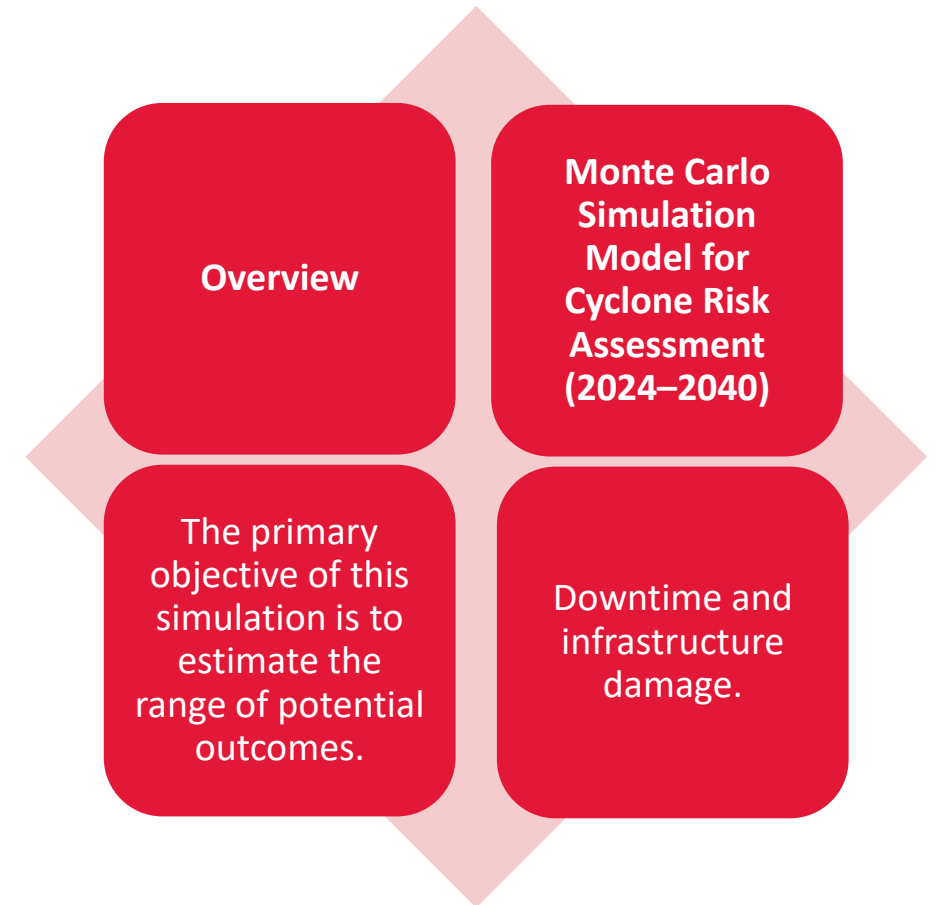 Overview
Monte Carlo
Simulation
Model for
Cyclone Risk
Assessment
(2024–2040)
The primary
objective of this
simulation is to
estimate the
range of potential
outcomes.
Downtime and
infrastructure
damage.